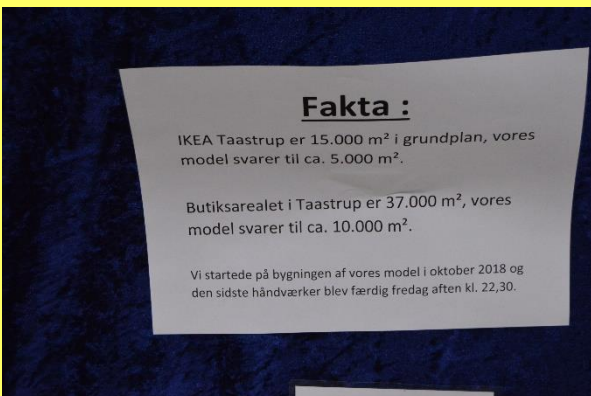 Fakta :
IKEA Taastrup er 15.000 m² i grundplan, vores
model svarer til ca. 5.000 m².
Butiksarealet i Taastrup er 37.000 m², vores
model svarer til ca. 10.000 m².
Vi startede på bygningen af vores model i oktober 2018 og
den sidste håndværker blev færdig fredag aften kl. 22,30.